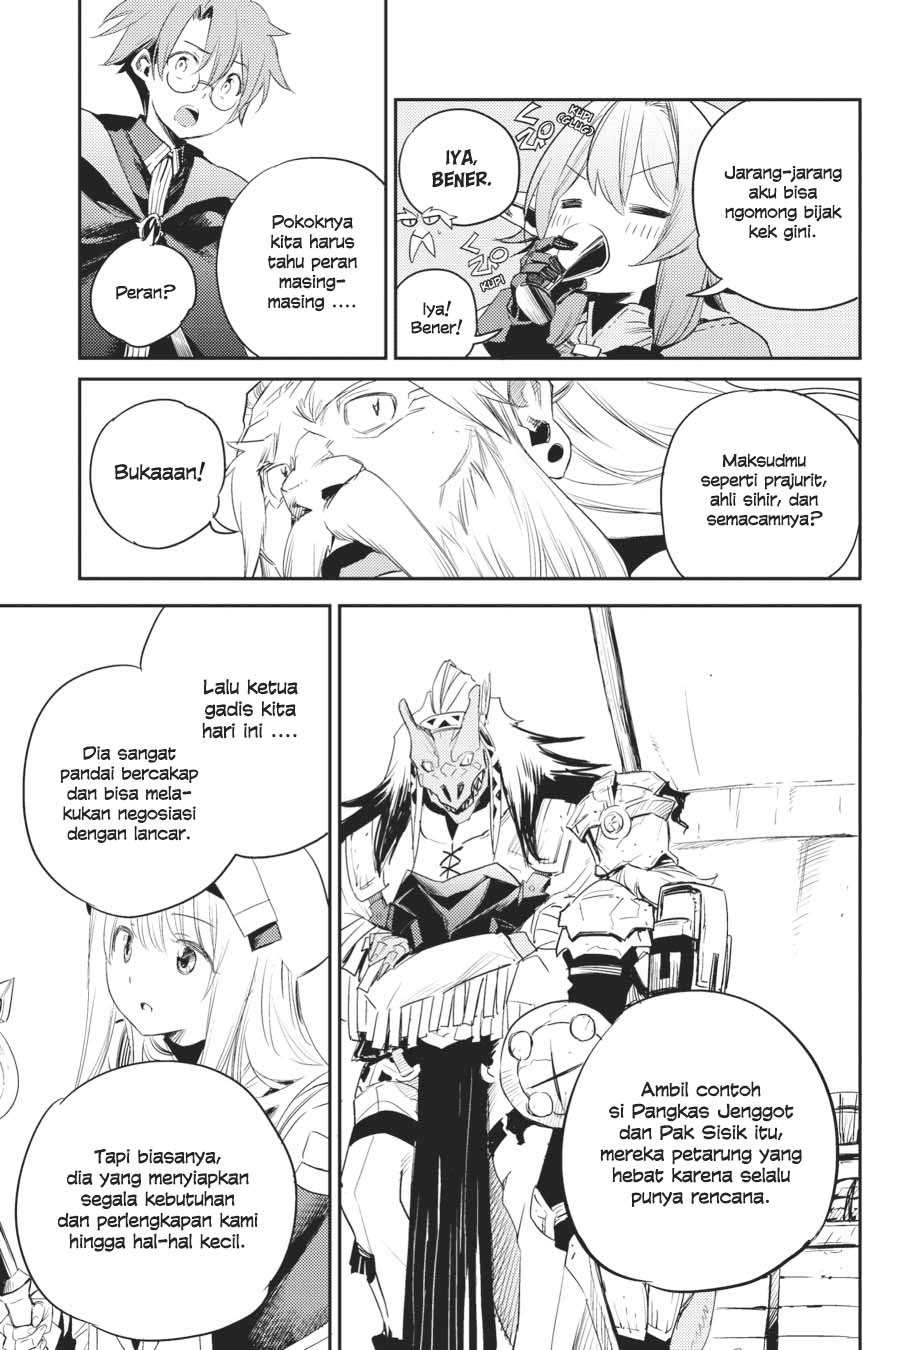 Jarang-jarang
aku bisa
ngomong bijak
kek gini.
KUPI
(GLUG)
IYA,
BENER.
KUPI
Iya!
Bener!
Pokoknya
kita harus
tahu peran
masing-
masing ....
Peran?
Maksudmu
seperti prajurit,
ahli sihir, dan
semacamnya?
Bukaaan!
Ambil contoh
si Pangkas Jenggot
dan Pak Sisik itu,
mereka petarung yang
hebat karena selalu
punya rencana.
Lalu ketua
gadis kita
hari ini ....
Dia sangat
pandai bercakap
dan bisa mela-
kukan negosiasi
dengan lancar.
Tapi biasanya,
dia yang menyiapkan
segala kebutuhan
dan perlengkapan kami
hingga hal-hal kecil.